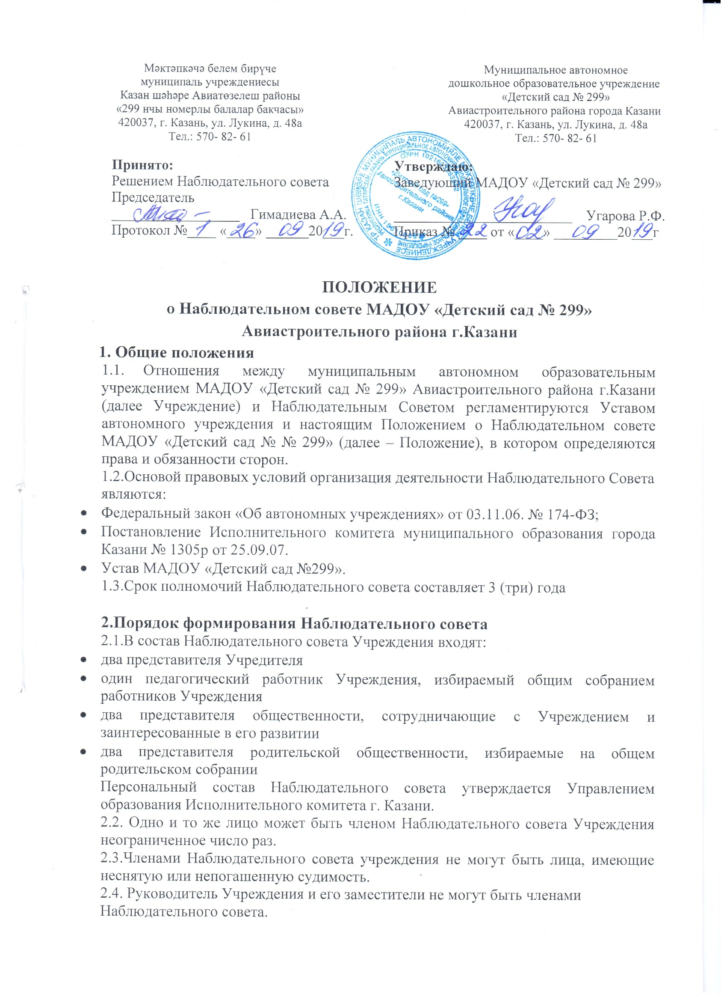 Мәктәпкәчә белем бирүче
муниципаль учреждениесы
Казан шәһәре Авиатөзелеш районы
«299 нчы номерлы балалар бакчасы»
420037, г. Казань, ул. Лукина, д. 48а
Тел.: 570- 82- 61
Муниципальное автономное
дошкольное образовательное учреждение
«Детский сад № 299»
Авиастроительного района города Казани
420037, г. Казань, ул. Лукина, д. 48а
Тел.: 570- 82- 61
Принято:
Решением Наблюдательного совета
Председатель
Гимадиева А.А.
Протокол № 1 « 26 » 09 2019 г.
Утверждаю:
Заведующий МАДОУ «Детский сад № 299»
Угарова Р.Ф.
Приказ № 22 от « 02 » 09 2019 г
«Детский сад №299»
Авиастроительного района
г.Казани
ПОЛОЖЕНИЕ
о Наблюдательном совете МАДОУ «Детский сад № 299»
Авиастроительного района г.Казани
1. Общие положения
1.1. Отношения между муниципальным автономном образовательным
учреждением МАДОУ «Детский сад № 299» Авиастроительного района г.Казани
(далее Учреждение) и Наблюдательным Советом регламентируются Уставом
автономного учреждения и настоящим Положением о Наблюдательном совете
МАДОУ «Детский сад № № 299» (далее – Положение), в котором определяются
права и обязанности сторон.
1.2.Основой правовых условий организация деятельности Наблюдательного Совета
являются:
• Федеральный закон «Об автономных учреждениях» от 03.11.06. № 174-ФЗ;
• Постановление Исполнительного комитета муниципального образования города
Казани № 1305р от 25.09.07.
• Устав МАДОУ «Детский сад №299».
1.3.Срок полномочий Наблюдательного совета составляет 3 (три) года
2.Порядок формирования Наблюдательного совета
2.1.В состав Наблюдательного совета Учреждения входят:
• два представителя Учредителя
• один педагогический работник Учреждения, избираемый общим собранием
работников Учреждения
• два представителя общественности, сотрудничающие с Учреждением и
заинтересованные в его развитии
• два представителя родительской общественности, избираемые на общем
родительском собрании
Персональный состав Наблюдательного совета утверждается Управлением
образования Исполнительного комитета г. Казани.
2.2. Одно и то же лицо может быть членом Наблюдательного совета Учреждения
неограниченное число раз.
2.3.Членами Наблюдательного совета учреждения не могут быть лица, имеющие
неснятую или непогашенную судимость.
2.4. Руководитель Учреждения и его заместители не могут быть членами
Наблюдательного совета.